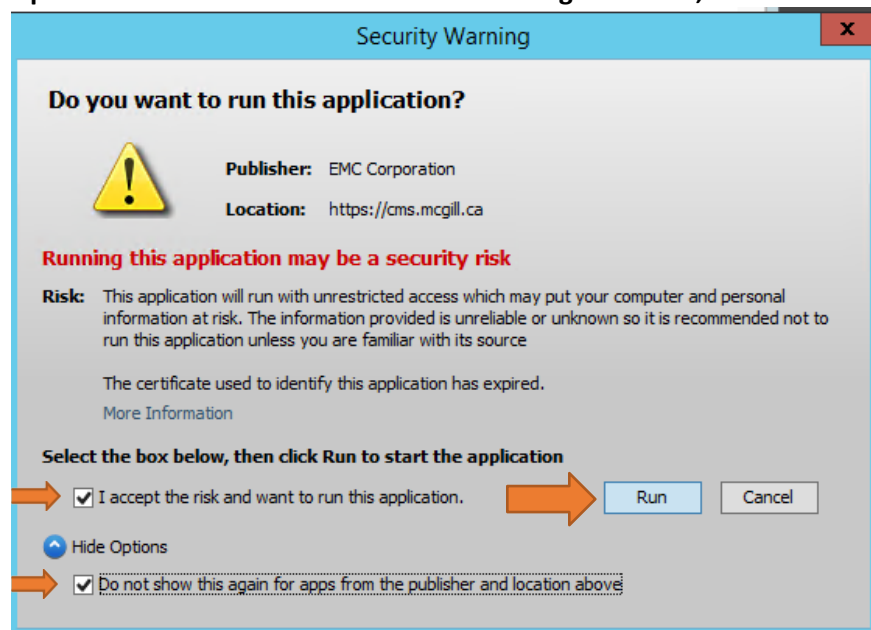 Security Warning
x
Do you want to run this application?
Publisher: EMC Corporation
Location: https://cms.mcgill.ca
Running this application may be a security risk
Risk: This application will run with unrestricted access which may put your computer and personal
information at risk. The information provided is unreliable or unknown so it is recommended not to
run this application unless you are familiar with its source
The certificate used to identify this application has expired.
More Information
Select the box below, then click Run to start the application
I accept the risk and want to run this application.
Run
Cancel
Hide Options
Do not show this again for apps from the publisher and location above